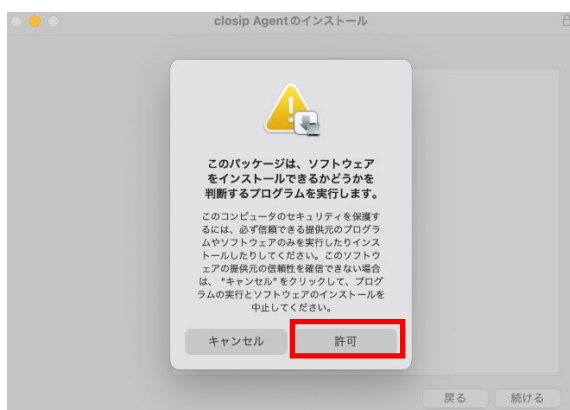 closip Agentのインストール
このパッケージは、ソフトウェア
をインストールできるかどうかを
判断するプログラムを実行します。
このコンピュータのセキュリティを保護す
るには、必ず信頼できる提供元のプログラ
ムやソフトウェアのみを実行したりインス
トールしたりしてください。このソフトウ
ェアの提供元の信頼性を確信できない場合
は、"キャンセル"をクリックして、プログ
ラムの実行とソフトウェアのインストールを
中止してください。
キャンセル 許可
戻る 続ける